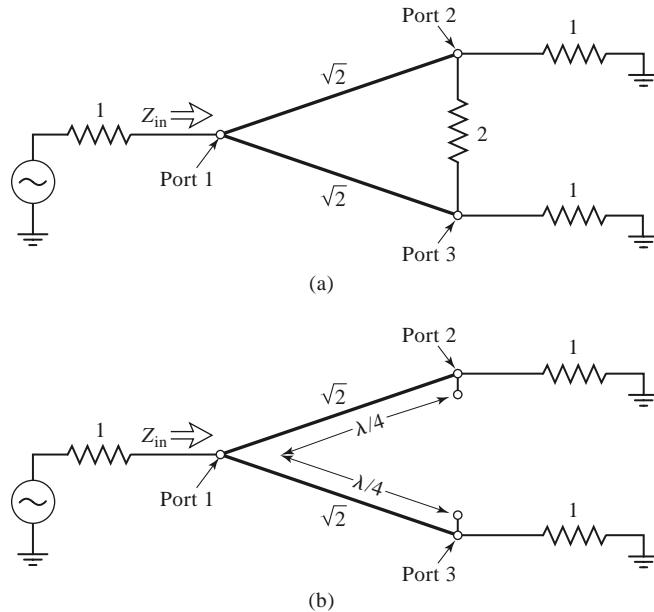 Port 2
1
√2
1
Z_in
2
Port 1
1
√2
Port 3
(a)
Port 2
1
√2
λ/4
1
Z_in
Port 1
λ/4
1
√2
Port 3
(b)